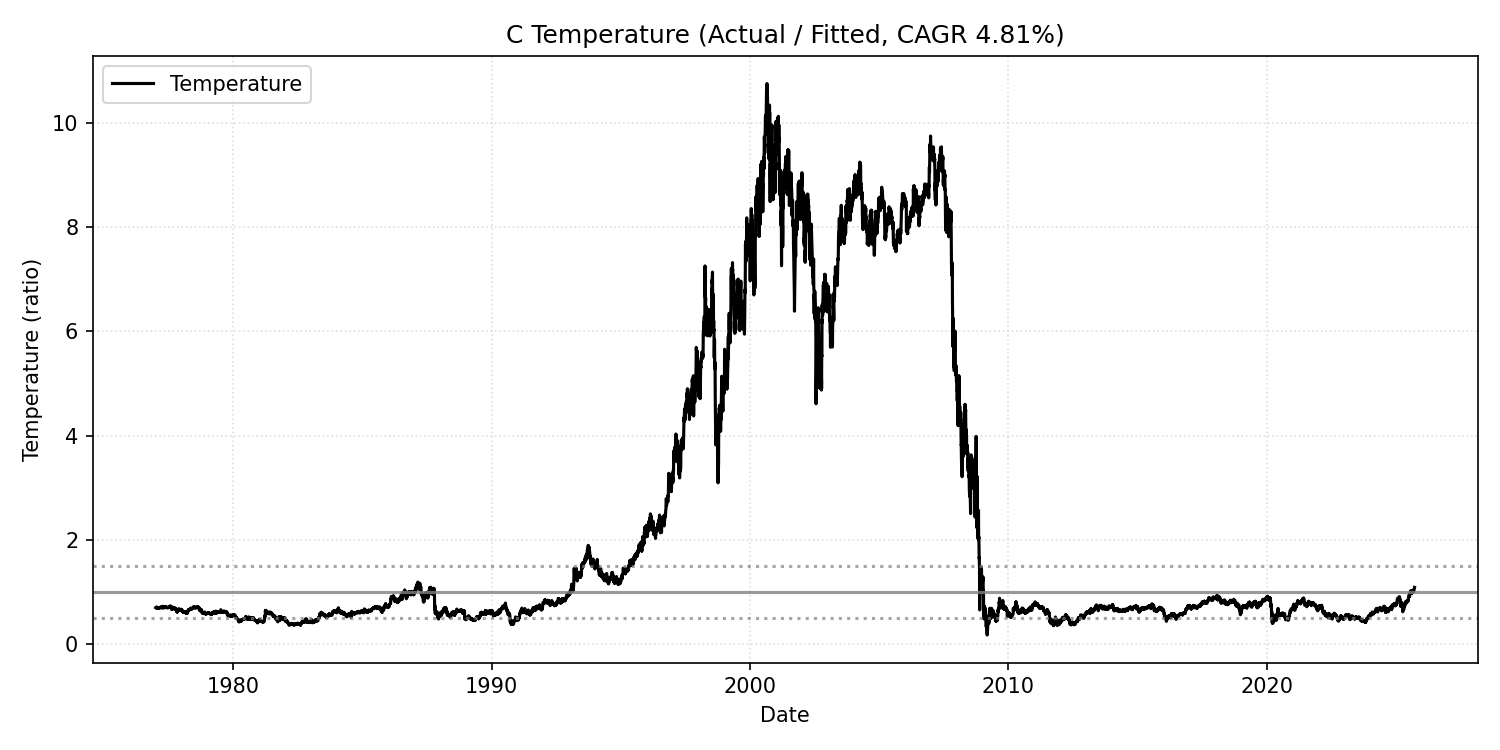 C Temperature (Actual / Fitted, CAGR 4.81%)
Temperature
10
8
6
4
2
0
Temperature (ratio)
1980
1990
2000
2010
2020
Date